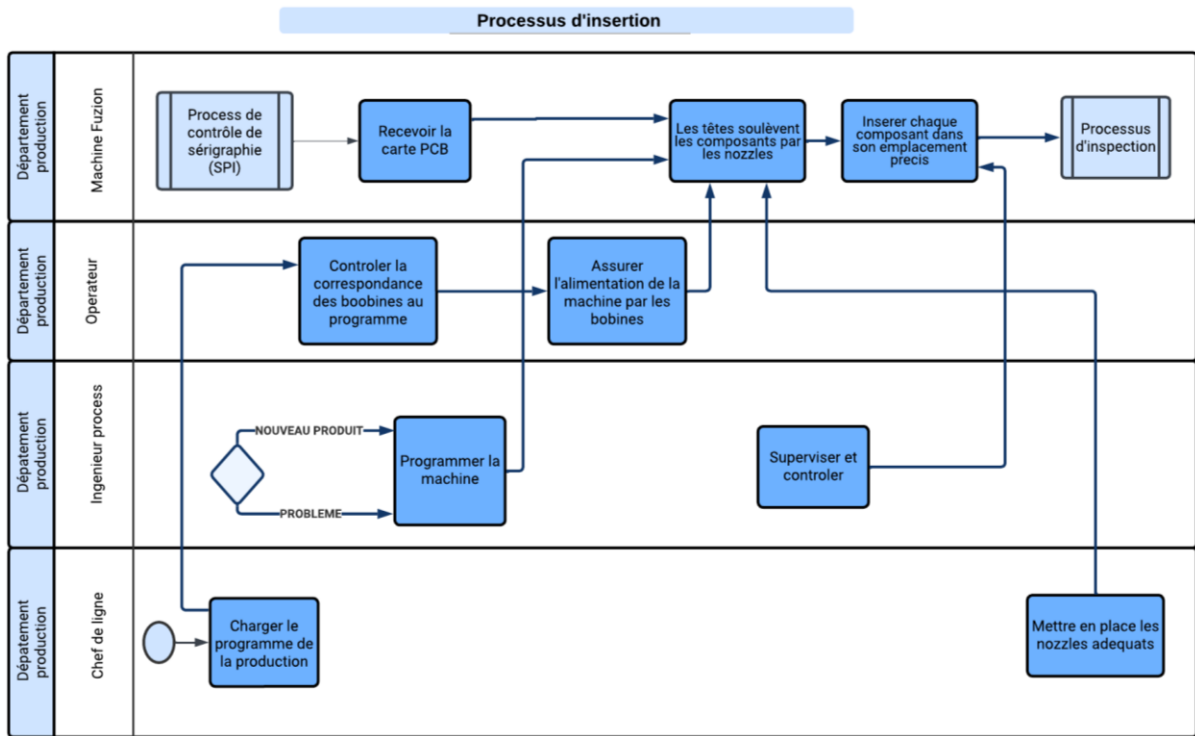 Processus d'insertion
Département
production
Machine Fuzion
Process de
contrôle de
sérigraphie
(SPI)
Recevoir la
carte PCB
Les têtes soulèvent
les composants par
les nozzles
Inserer chaque
composant dans
son emplacement
precis
Processus
d'inspection
Département
production
Operateur
Controler la
correspondance
des boobines au
programme
Assurer
l'alimentation de la
machine par les
bobines
Dépatement
production
Ingenieur process
NOUVEAU PRODUIT
PROBLEME
Programmer la
machine
Superviser et
controler
Dépatement
production
Chef de ligne
Charger le
programme de
la production
Mettre en place les
nozzles adequats